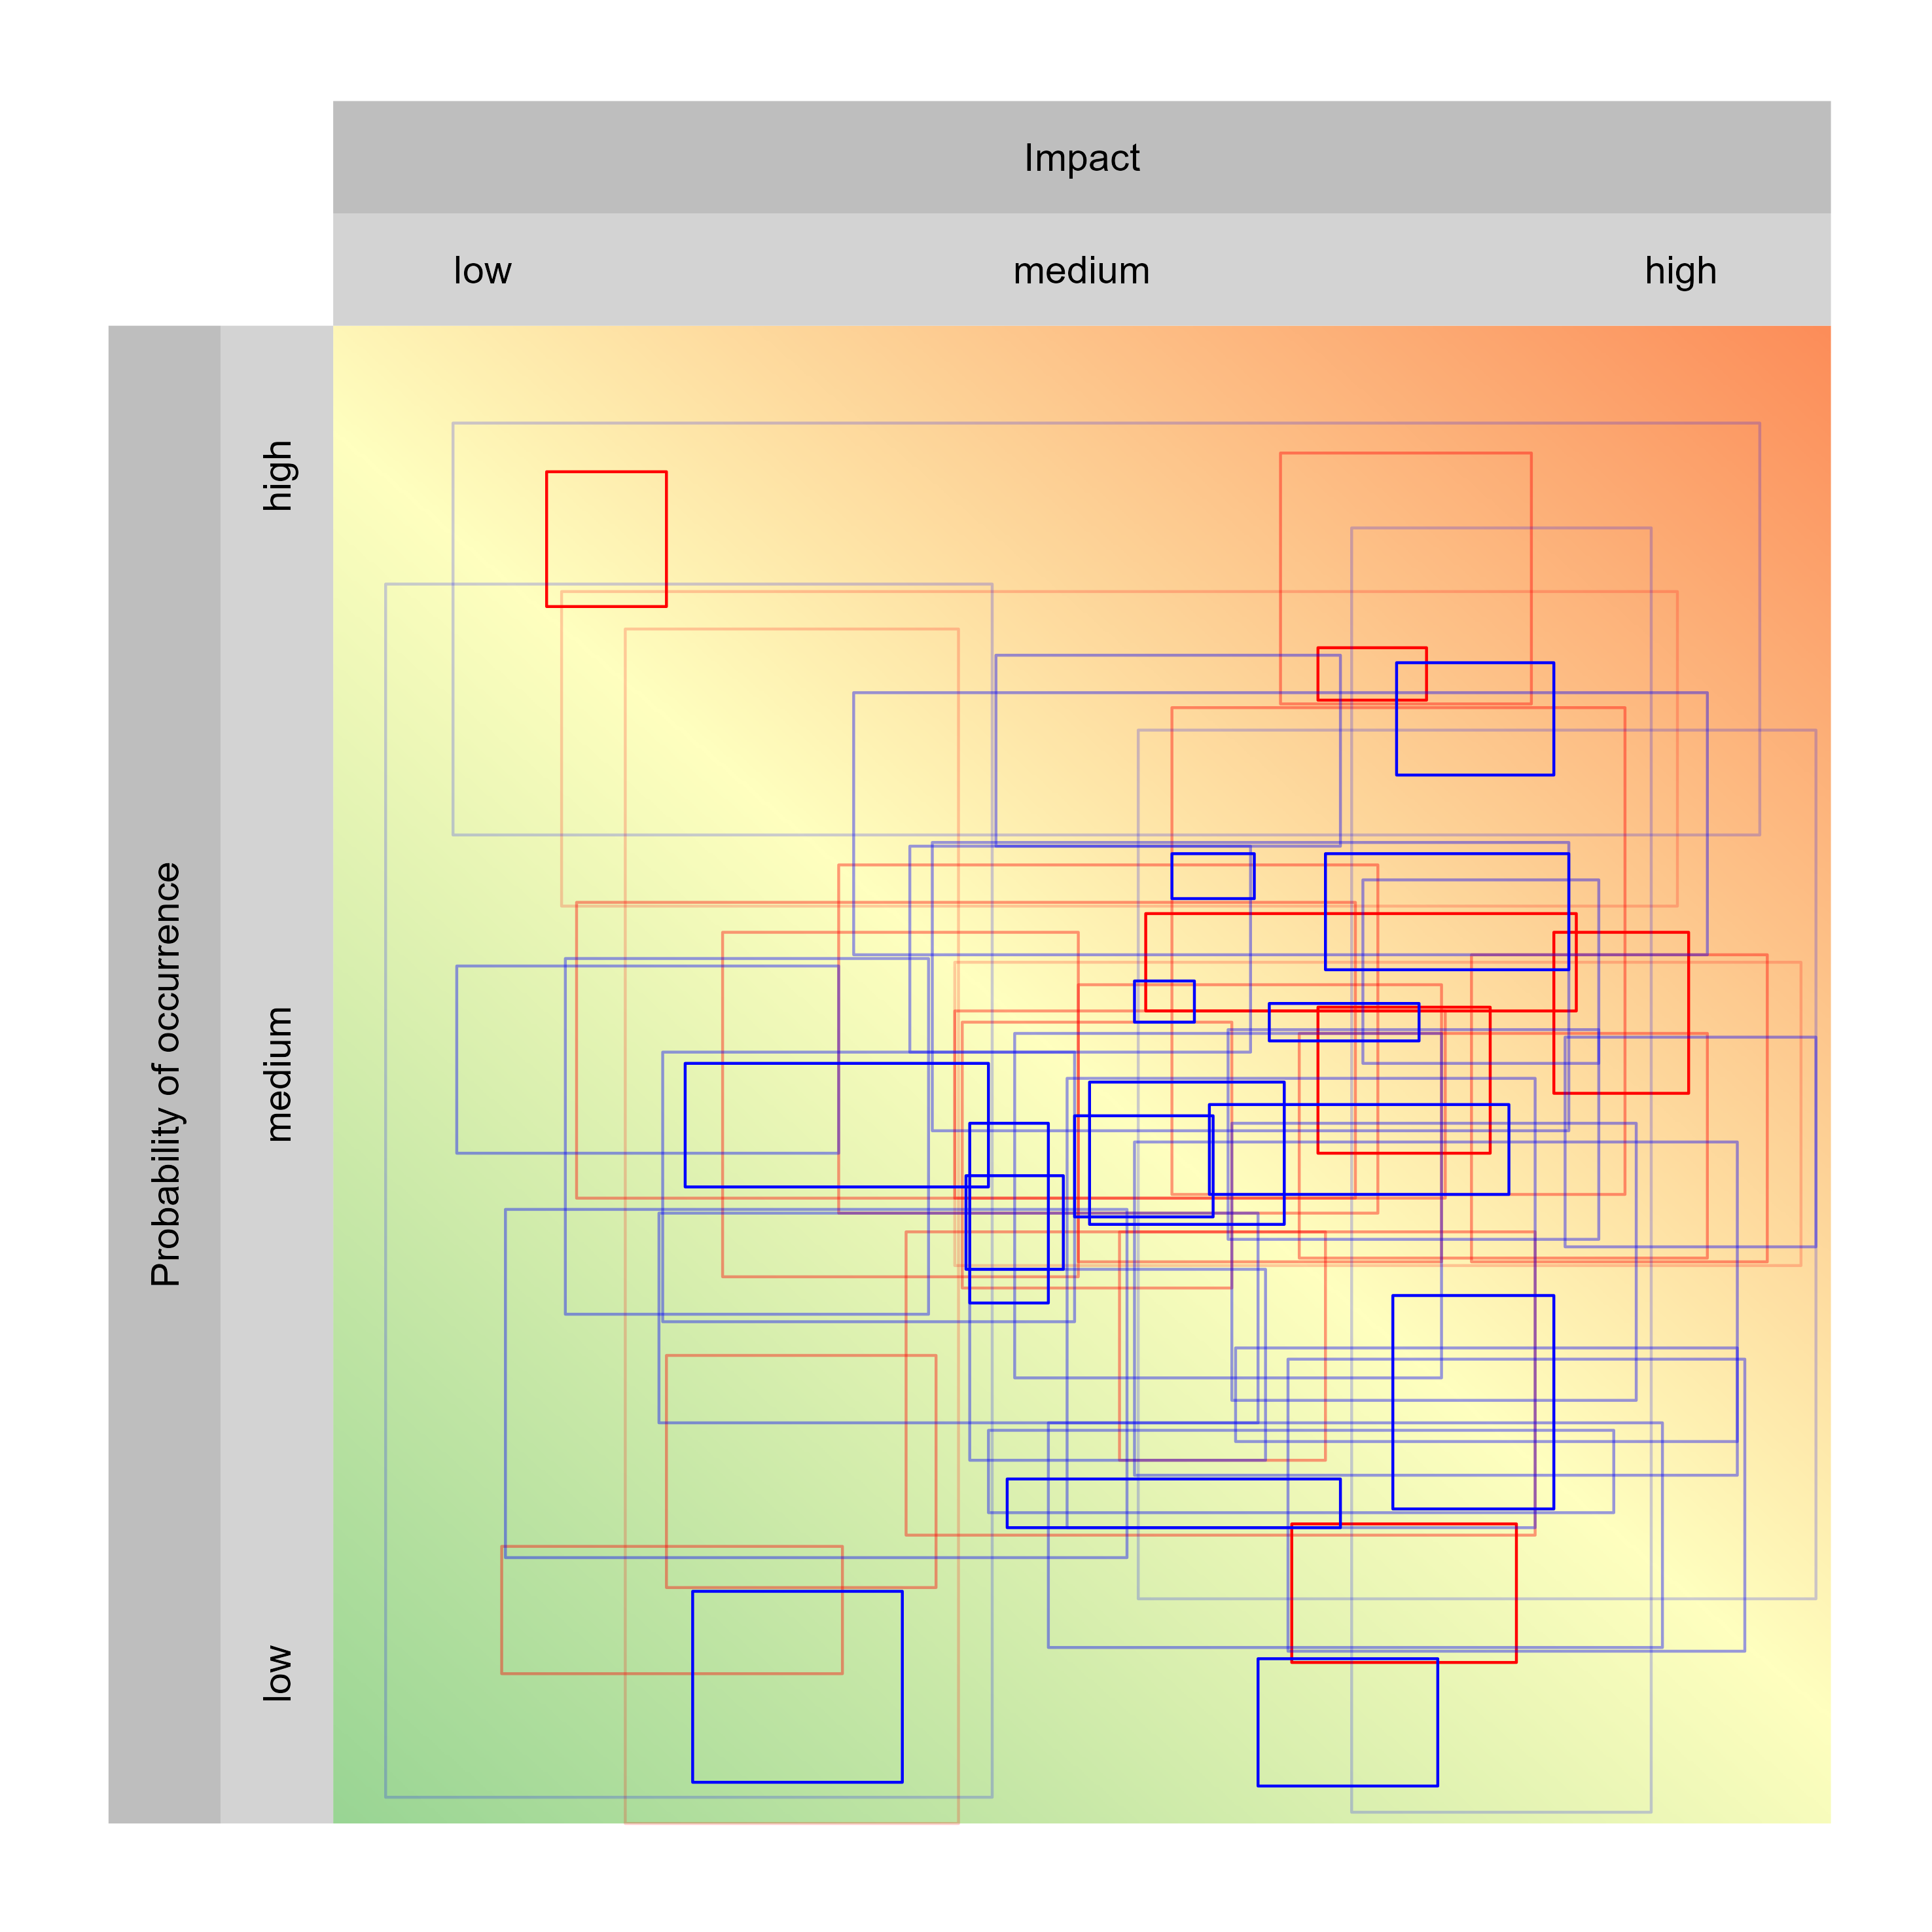 Impact
low medium high
Probability of occurrence
high
medium
low